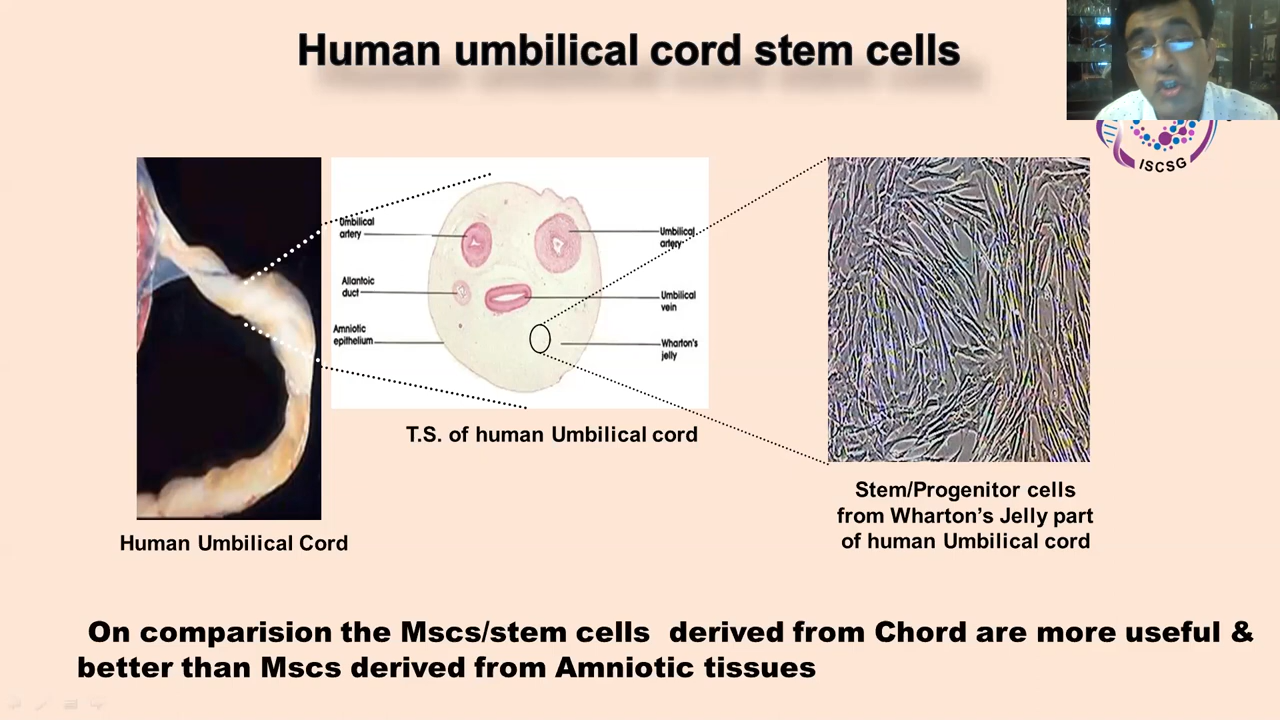 Human umbilical cord stem cells
ISCSG
Umbilical
artery
Umbilical
artery
Allantoic
duct
Umbilical
vein
Amniotic
epithelium
Wharton's
jelly
T.S. of human Umbilical cord
Stem/Progenitor cells
from Wharton's Jelly part
of human Umbilical cord
Human Umbilical Cord
On comparision the Mscs/stem cells derived from Chord are more useful &
better than Mscs derived from Amniotic tissues